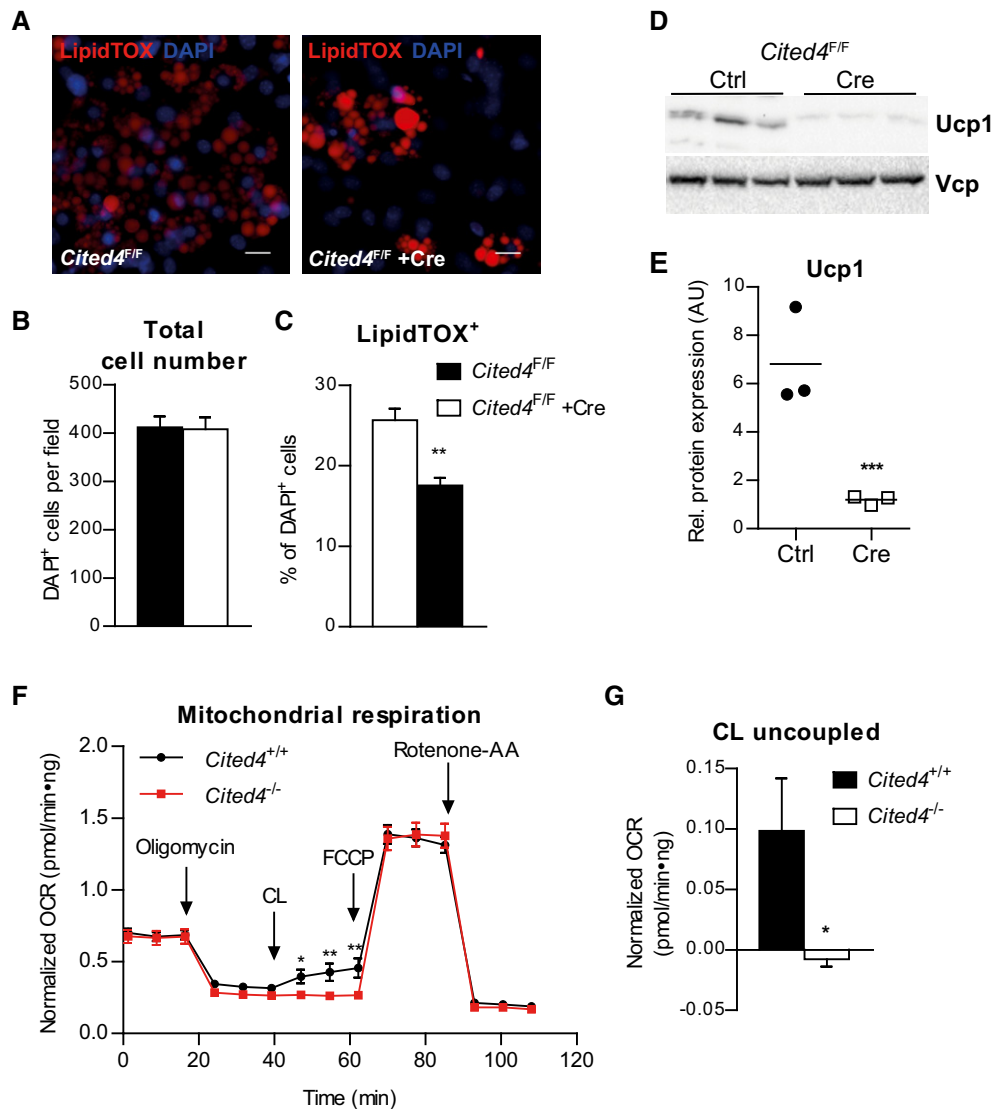 A
LipidTOX DAPI
Cited4F/F
LipidTOX DAPI
Cited4F/F +Cre
B
Total
cell number
DAPI+ cells per field
500
400
300
200
100
0
C
LipidTOX+
% of DAPI+ cells
30
20
10
0
**
Cited4F/F
Cited4F/F +Cre
D
Cited4F/F
Ctrl
Cre
Ucp1
Vcp
E
Ucp1
Rel. protein expression (AU)
10
8
6
4
2
0
***
Ctrl
Cre
F
Mitochondrial respiration
Normalized OCR (pmol/min•ng)
2.0
1.5
1.0
0.5
0.0
Cited4+/+
Cited4-/-
Oligomycin
CL
FCCP
Rotenone-AA
*
**
**
0 20 40 60 80 100 120
Time (min)
G
CL uncoupled
Normalized OCR
(pmol/min•ng)
0.15
0.10
0.05
0.00
-0.05
Cited4+/+
Cited4-/-
*